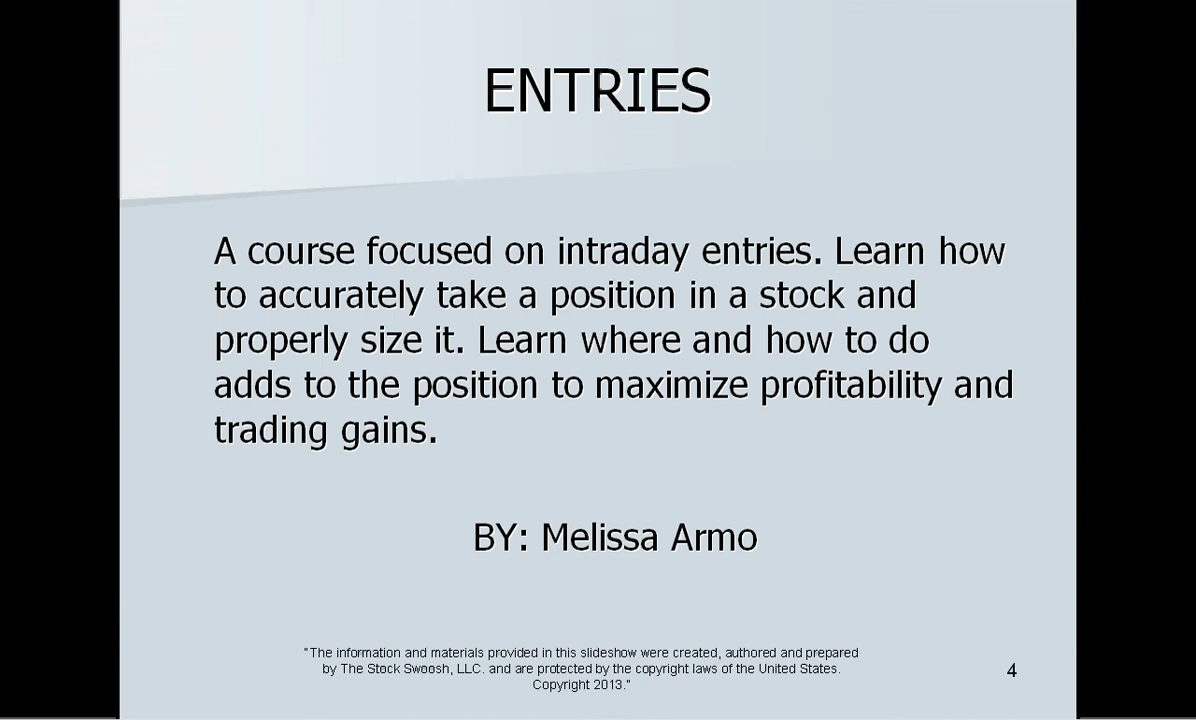 ENTRIES
A course focused on intraday entries. Learn how
to accurately take a position in a stock and
properly size it. Learn where and how to do
adds to the position to maximize profitability and
trading gains.
BY: Melissa Armo
"The information and materials provided in this slideshow were created, authored and prepared
by The Stock Swoosh, LLC. and are protected by the copyright laws of the United States.
Copyright 2013."
4